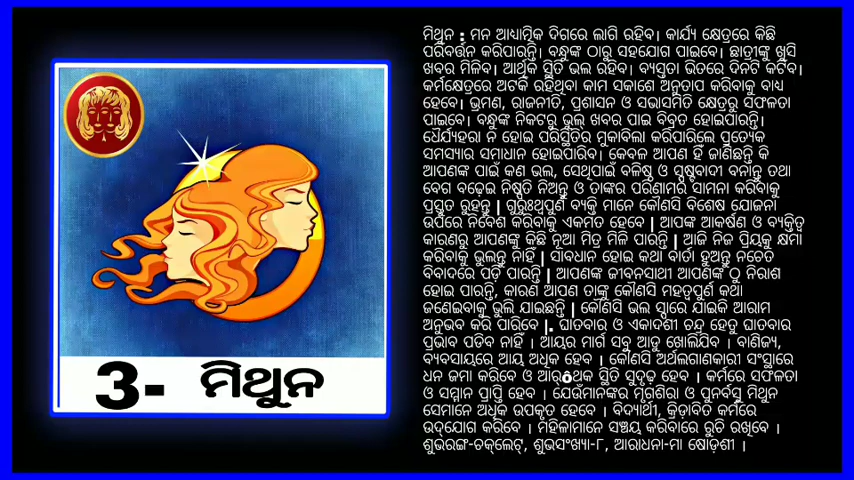 ମିଥୁନ : ମନ ଆଧ୍ୟାତ୍ମିକ ଦିଗରେ ଲାଗି ରହିବ। କାର୍ଯ୍ୟ କ୍ଷେତ୍ରରେ କିଛି
ପରିବର୍ତ୍ତନ କରିପାରନ୍ତି। ବନ୍ଧୁଙ୍କ ଠାରୁ ସହଯୋଗ ପାଇବେ। ଛାତ୍ରୀଙ୍କୁ ଖୁସି
ଖବର ମିଳିବ। ଆର୍ଥିକ ସ୍ଥିତି ଭଲ ରହିବ। ବ୍ୟସ୍ତତା ଭିତରେ ଦିନଟି କଟିବ।
କର୍ମକ୍ଷେତ୍ରରେ ଅଟକି ରହିଥିବା କାମ ସକାଶେ ଅନୁତାପ କରିବାକୁ ବାଧ୍ୟ
ହେବେ। ଭ୍ରମଣ, ରାଜନୀତି, ପ୍ରଶାସନ ଓ ସଭାସମିତି କ୍ଷେତ୍ରରୁ ସଫଳତା
ପାଇବେ। ବନ୍ଧୁଙ୍କ ନିକଟରୁ ଭୁଲ୍ ଖବର ପାଇ ବିବ୍ରତ ହୋଇପାରନ୍ତି।
ଧୈର୍ଯ୍ୟହରା ନ ହୋଇ ପରିସ୍ଥିତିର ମୁକାବିଲା କରିପାରିଲେ ପ୍ରତ୍ୟେକ
ସମସ୍ୟାର ସମାଧାନ ହୋଇପାରିବ। କେବଳ ଆପଣ ହିଁ ଜାଣିଛନ୍ତି କି
ଆପଣଙ୍କ ପାଇଁ କଣ ଭଲ, ସେଥିପାଇଁ ବଳିଷ୍ଠ ଓ ସ୍ପଷ୍ଟବାଦୀ ବନାନ୍ତୁ ତଥା
ବେଗ ବଢ଼େଇ ନିଷ୍ପତି ନିଅନ୍ତୁ ଓ ତାଙ୍କର ପରିଣାମର ସାମନା କରିବାକୁ
ପ୍ରସ୍ତୁତ ରୁହନ୍ତୁ | ଗୁରୁଃଥିପୁର୍ଣ ବ୍ୟକ୍ତି ମାନେ କୌଣସି ବିଶେଷ ଯୋଜନା
ଉପରେ ନିବେଶ କରିବାକୁ ଏକମତ ହେବେ | ଆପଙ୍କ ଆକର୍ଷଣ ଓ ବ୍ୟକ୍ତିତ୍ୱ
କାରଣରୁ ଆପଣଙ୍କୁ କିଛି ନୂଆ ମିତ୍ର ମିଳି ପାରନ୍ତି | ଆଜି ନିଜ ପ୍ରିୟକୁ କ୍ଷମା
କରିବାକୁ ଭୁଲନ୍ତୁ ନାହିଁ | ସାବଧାନ ହୋଇ କଥା ବାର୍ତା ହୁଅନ୍ତୁ ନଚେତ
ବିବାଦରେ ପଡ଼ି ପାରନ୍ତି | ଆପଣଙ୍କ ଜୀବନସାଥୀ ଆପଣଙ୍କ ଠୁ ନିରାଶ
ହୋଇ ପାରନ୍ତି, କାରଣ ଆପଣ ତାଙ୍କୁ କୌଣସି ମହତ୍ୱପୁର୍ଣ କଥା
ଜଣେଇବାକୁ ଭୁଲି ଯାଇଛନ୍ତି | କୌଣସି ଭଲ ସ୍ପାରେ ଯାଇକି ଆରାମ
ଅନୁଭବ କରି ପାରିବେ |. ଘାତବାର ଓ ଏକାଦଶୀ ଚନ୍ଦ୍ର ହେତୁ ଘାତବାର
ପ୍ରଭାବ ପଡିବ ନାହିଁ । ଆୟର ମାର୍ଗ ସବୁ ଆଡୁ ଖୋଲିଯିବ । ବାଣିଜ୍ୟ,
ବ୍ୟବସାୟରେ ଆୟ ଅଧିକ ହେବ । କୌଣସି ଅର୍ଥଲଗାଣକାରୀ ସଂସ୍ଥାରେ
ଧନ ଜମା କରିବେ ଓ ଆର୍ôଥକ ସ୍ଥିତି ସୁଦୃଢ଼ ହେବ । କର୍ମରେ ସଫଳତା
ଓ ସମ୍ମାନ ପ୍ରାପ୍ତି ହେବ । ଯେଉଁମାନଙ୍କର ମୃଗଶିରା ଓ ପୁନର୍ବସୁ ମିଥୁନ
ସେମାନେ ଅଧିକ ଉପକୃତ ହେବେ । ବିଦ୍ୟାର୍ଥୀ, କ୍ରିଡ଼ାବିତ କର୍ମରେ
ଉଦ୍‌ଯୋଗ କରିବେ । ମହିଳାମାନେ ସଞ୍ଚୟ କରିବାରେ ରୁଚି ରଖିବେ ।
ଶୁଭରଙ୍ଗ-ଚକ୍‌ଲେଟ୍, ଶୁଭସଂଖ୍ୟା-୮, ଆରାଧନା-ମା ଷୋଡ଼ଶୀ ।
3- ମିଥୁନ